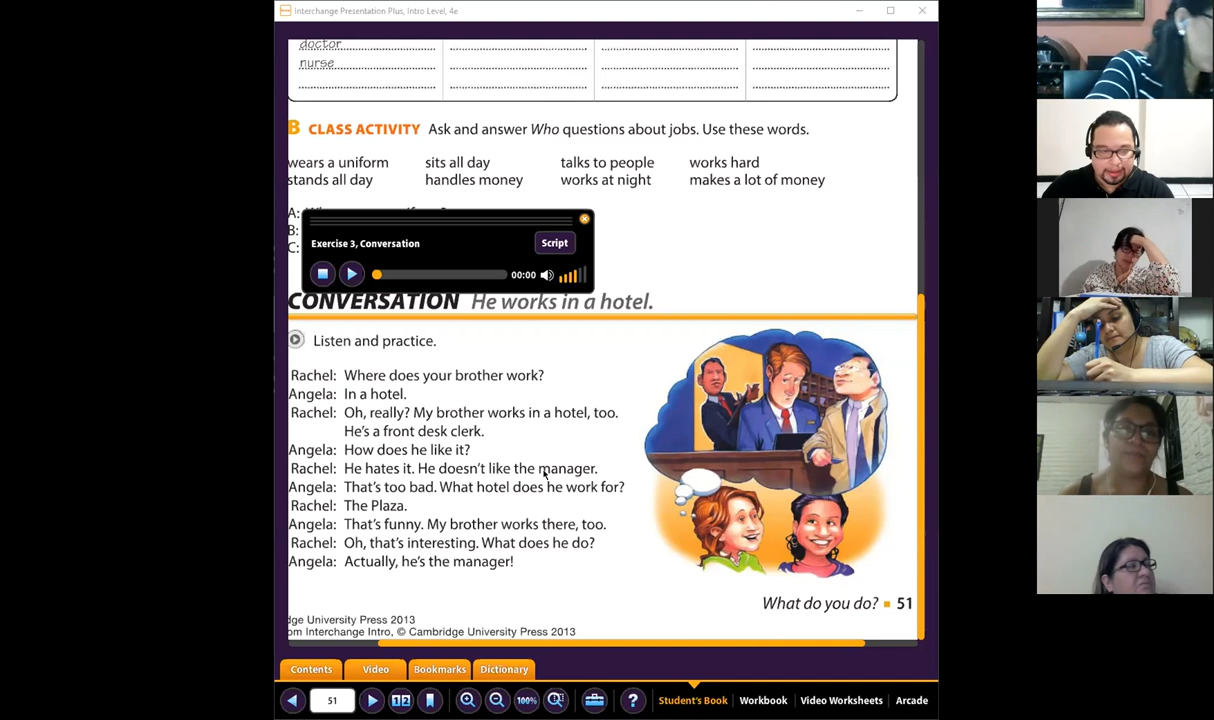 Interchange Presentation Plus, Intro Level, 4e
doctor
nurse
B CLASS ACTIVITY Ask and answer Who questions about jobs. Use these words.
wears a uniform sits all day talks to people works hard
stands all day handles money works at night makes a lot of money
A:
B:
C:
Exercise 3, Conversation Script
00:00
CONVERSATION He works in a hotel.
Listen and practice.
Rachel: Where does your brother work?
Angela: In a hotel.
Rachel: Oh, really? My brother works in a hotel, too.
He's a front desk clerk.
Angela: How does he like it?
Rachel: He hates it. He doesn't like the manager.
Angela: That's too bad. What hotel does he work for?
Rachel: The Plaza.
Angela: That's funny. My brother works there, too.
Rachel: Oh, that's interesting. What does he do?
Angela: Actually, he's the manager!
What do you do? ▪ 51
dge University Press 2013
om Interchange Intro, © Cambridge University Press 2013
Contents Video Bookmarks Dictionary
51 12 100% ? Student's Book Workbook Video Worksheets Arcade